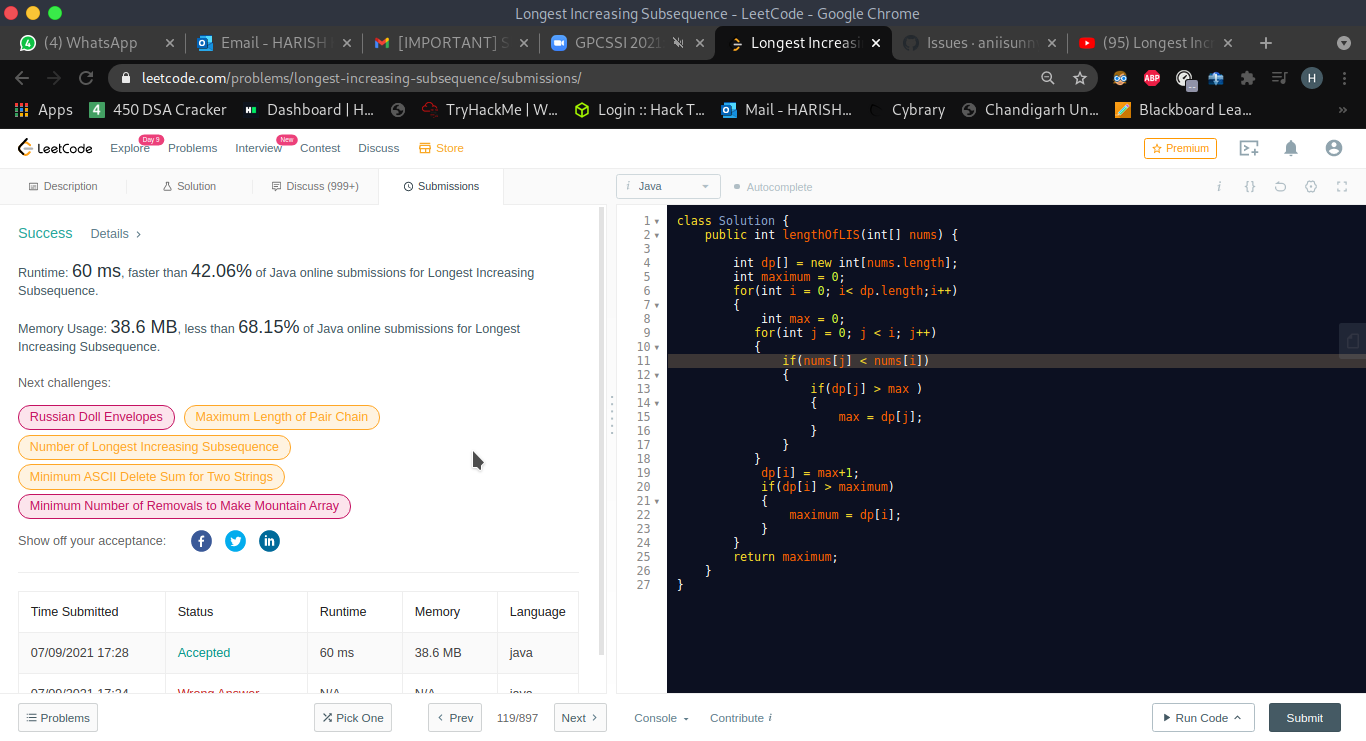 Longest Increasing Subsequence - LeetCode - Google Chrome
(4) WhatsApp
Email - HARISH
[IMPORTANT] S
GPCSSI 2021
Longest Increasi
Issues · aniisunn
(95) Longest Inc
leetcode.com/problems/longest-increasing-subsequence/submissions/
ABP
H
Apps
4
450 DSA Cracker
Dashboard | H...
TryHackMe | W...
Login :: Hack T...
Mail - HARISH...
Cybrary
Chandigarh Un...
Blackboard Lea...
»
LeetCode
Explore
Day 9
Problems
Interview
New
Contest
Discuss
Store
Premium
Description
Solution
Discuss (999+)
Submissions
i Java
Autocomplete
i
{}
Success
Details >
Runtime: 60 ms, faster than 42.06% of Java online submissions for Longest Increasing
Subsequence.
Memory Usage: 38.6 MB, less than 68.15% of Java online submissions for Longest
Increasing Subsequence.
Next challenges:
Russian Doll Envelopes
Maximum Length of Pair Chain
Number of Longest Increasing Subsequence
Minimum ASCII Delete Sum for Two Strings
Minimum Number of Removals to Make Mountain Array
Show off your acceptance:
Time Submitted Status Runtime Memory Language
07/09/2021 17:28 Accepted 60 ms 38.6 MB java
07/09/2021 17:24 Wrong Answer N/A N/A java
1 class Solution {
2 public int lengthOfLIS(int[] nums) {
3
4 int dp[] = new int[nums.length];
5 int maximum = 0;
6 for(int i = 0; i< dp.length;i++)
7 {
8 int max = 0;
9 for(int j = 0; j < i; j++)
10 {
11 if(nums[j] < nums[i])
12 {
13 if(dp[j] > max )
14 {
15 max = dp[j];
16 }
17 }
18 }
19 dp[i] = max+1;
20 if(dp[i] > maximum)
21 {
22 maximum = dp[i];
23 }
24 }
25 return maximum;
26 }
27 }
Problems
Pick One
< Prev
119/897
Next >
Console
Contribute i
Run Code
Submit